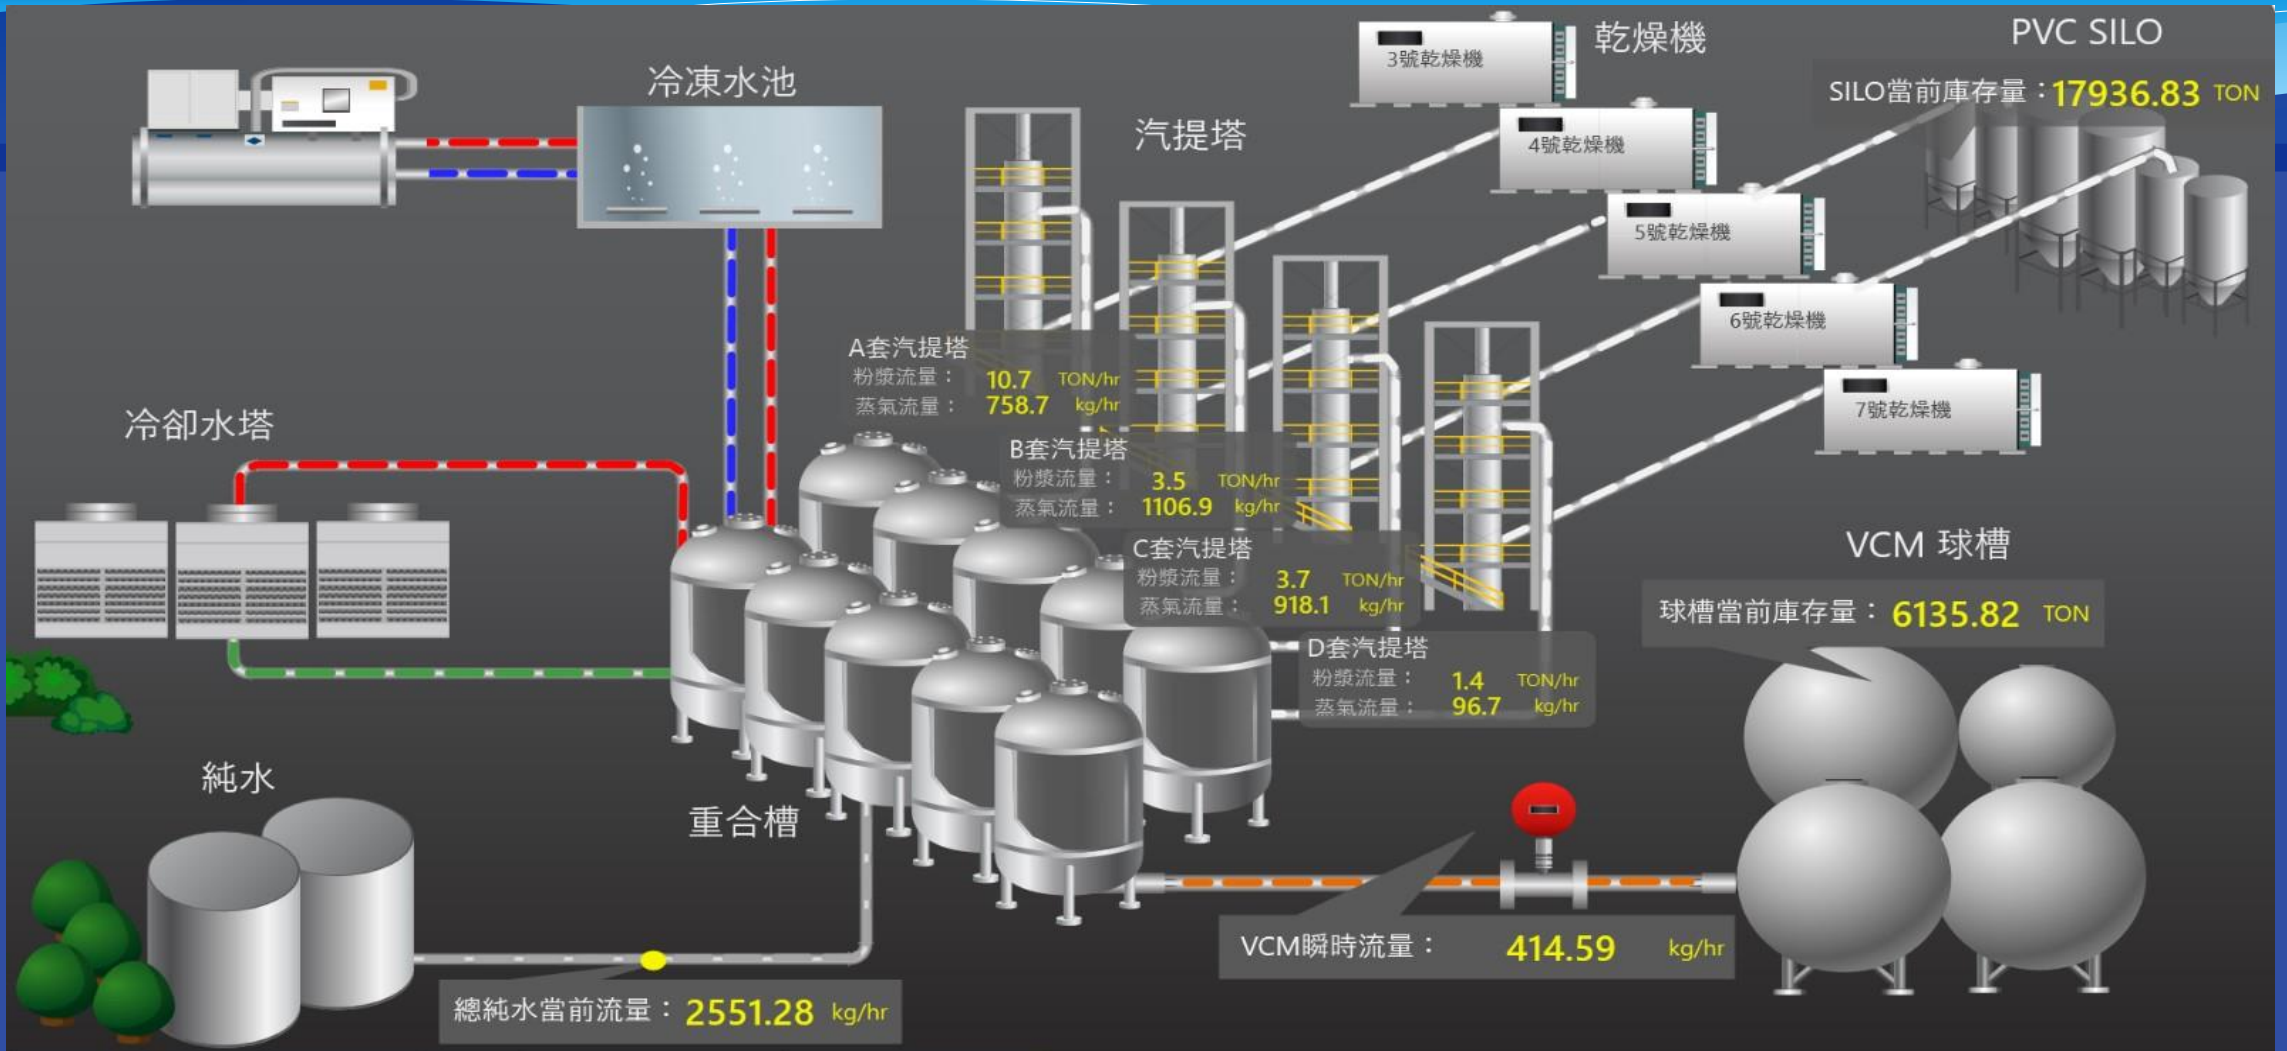 冷凍水池
汽提塔
乾燥機
3號乾燥機
4號乾燥機
5號乾燥機
6號乾燥機
7號乾燥機
PVC SILO
SILO當前庫存量：17936.83 TON
A套汽提塔
粉漿流量： 10.7 TON/hr
蒸氣流量： 758.7 kg/hr
B套汽提塔
粉漿流量： 3.5 TON/hr
蒸氣流量： 1106.9 kg/hr
C套汽提塔
粉漿流量： 3.7 TON/hr
蒸氣流量： 918.1 kg/hr
D套汽提塔
粉漿流量： 1.4 TON/hr
蒸氣流量： 96.7 kg/hr
冷卻水塔
VCM 球槽
球槽當前庫存量： 6135.82 TON
純水
重合槽
VCM瞬時流量： 414.59 kg/hr
總純水當前流量： 2551.28 kg/hr